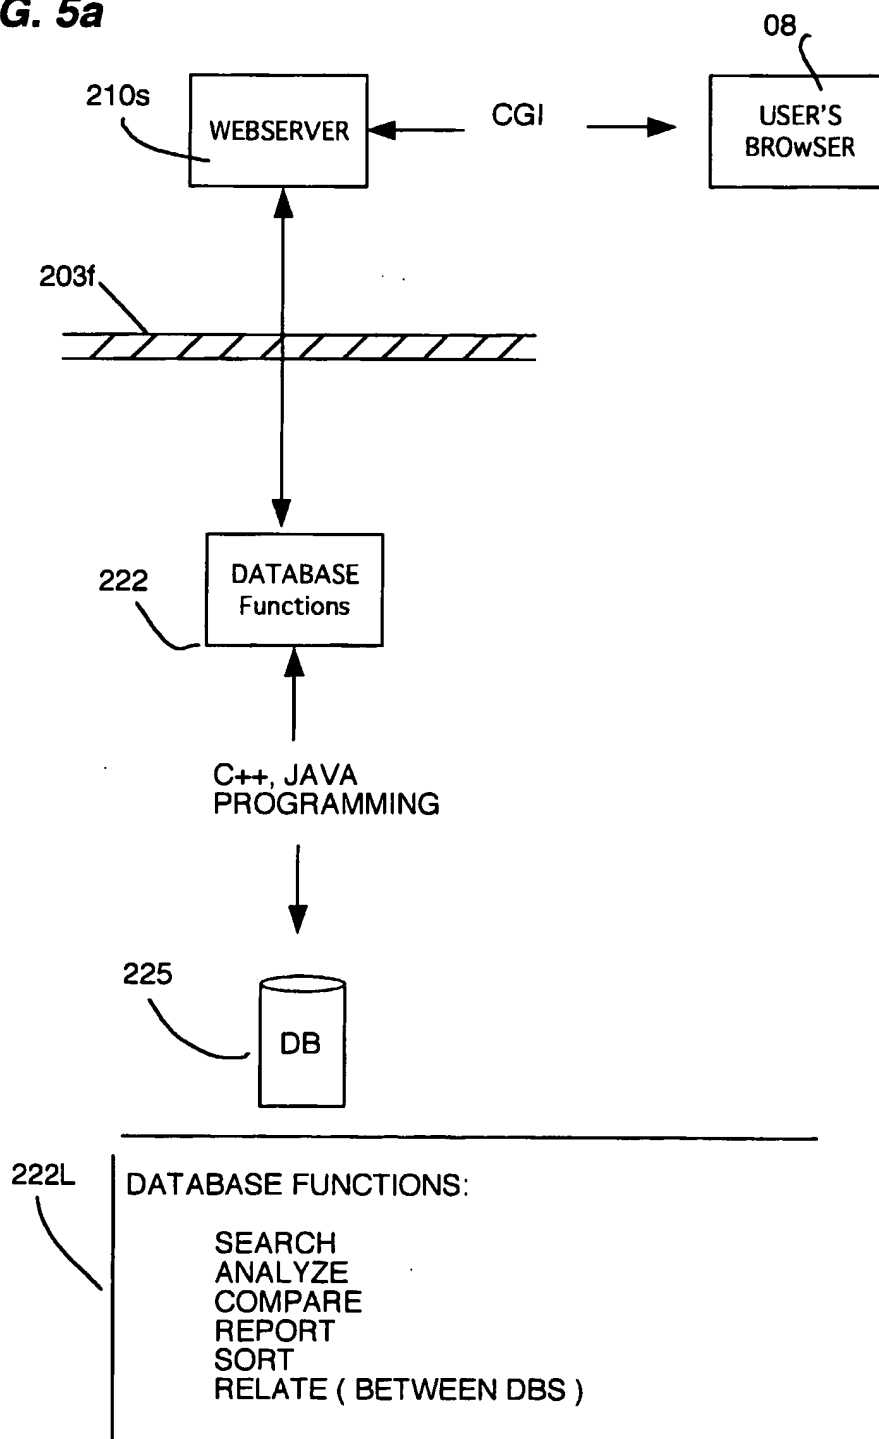 G. 5a
08
210s
WEBSERVER
CGI
USER'S
BROwSER
203f
222
DATABASE
Functions
C++, JAVA
PROGRAMMING
225
DB
222L
DATABASE FUNCTIONS:
SEARCH
ANALYZE
COMPARE
REPORT
SORT
RELATE ( BETWEEN DBS )